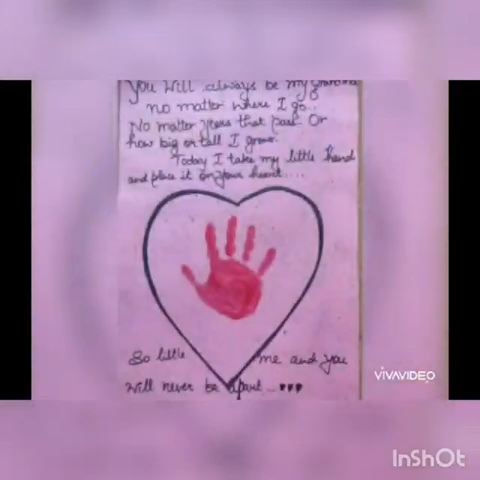 You will always be my Grandma
no matter where I go..
No matter years that pass. Or
how big or tall I grow.
Today I take my little Hand
and place it on your heart....
So little me and you
Will never be apart... ♥♥♥
VIVAVIDEO
InShOt